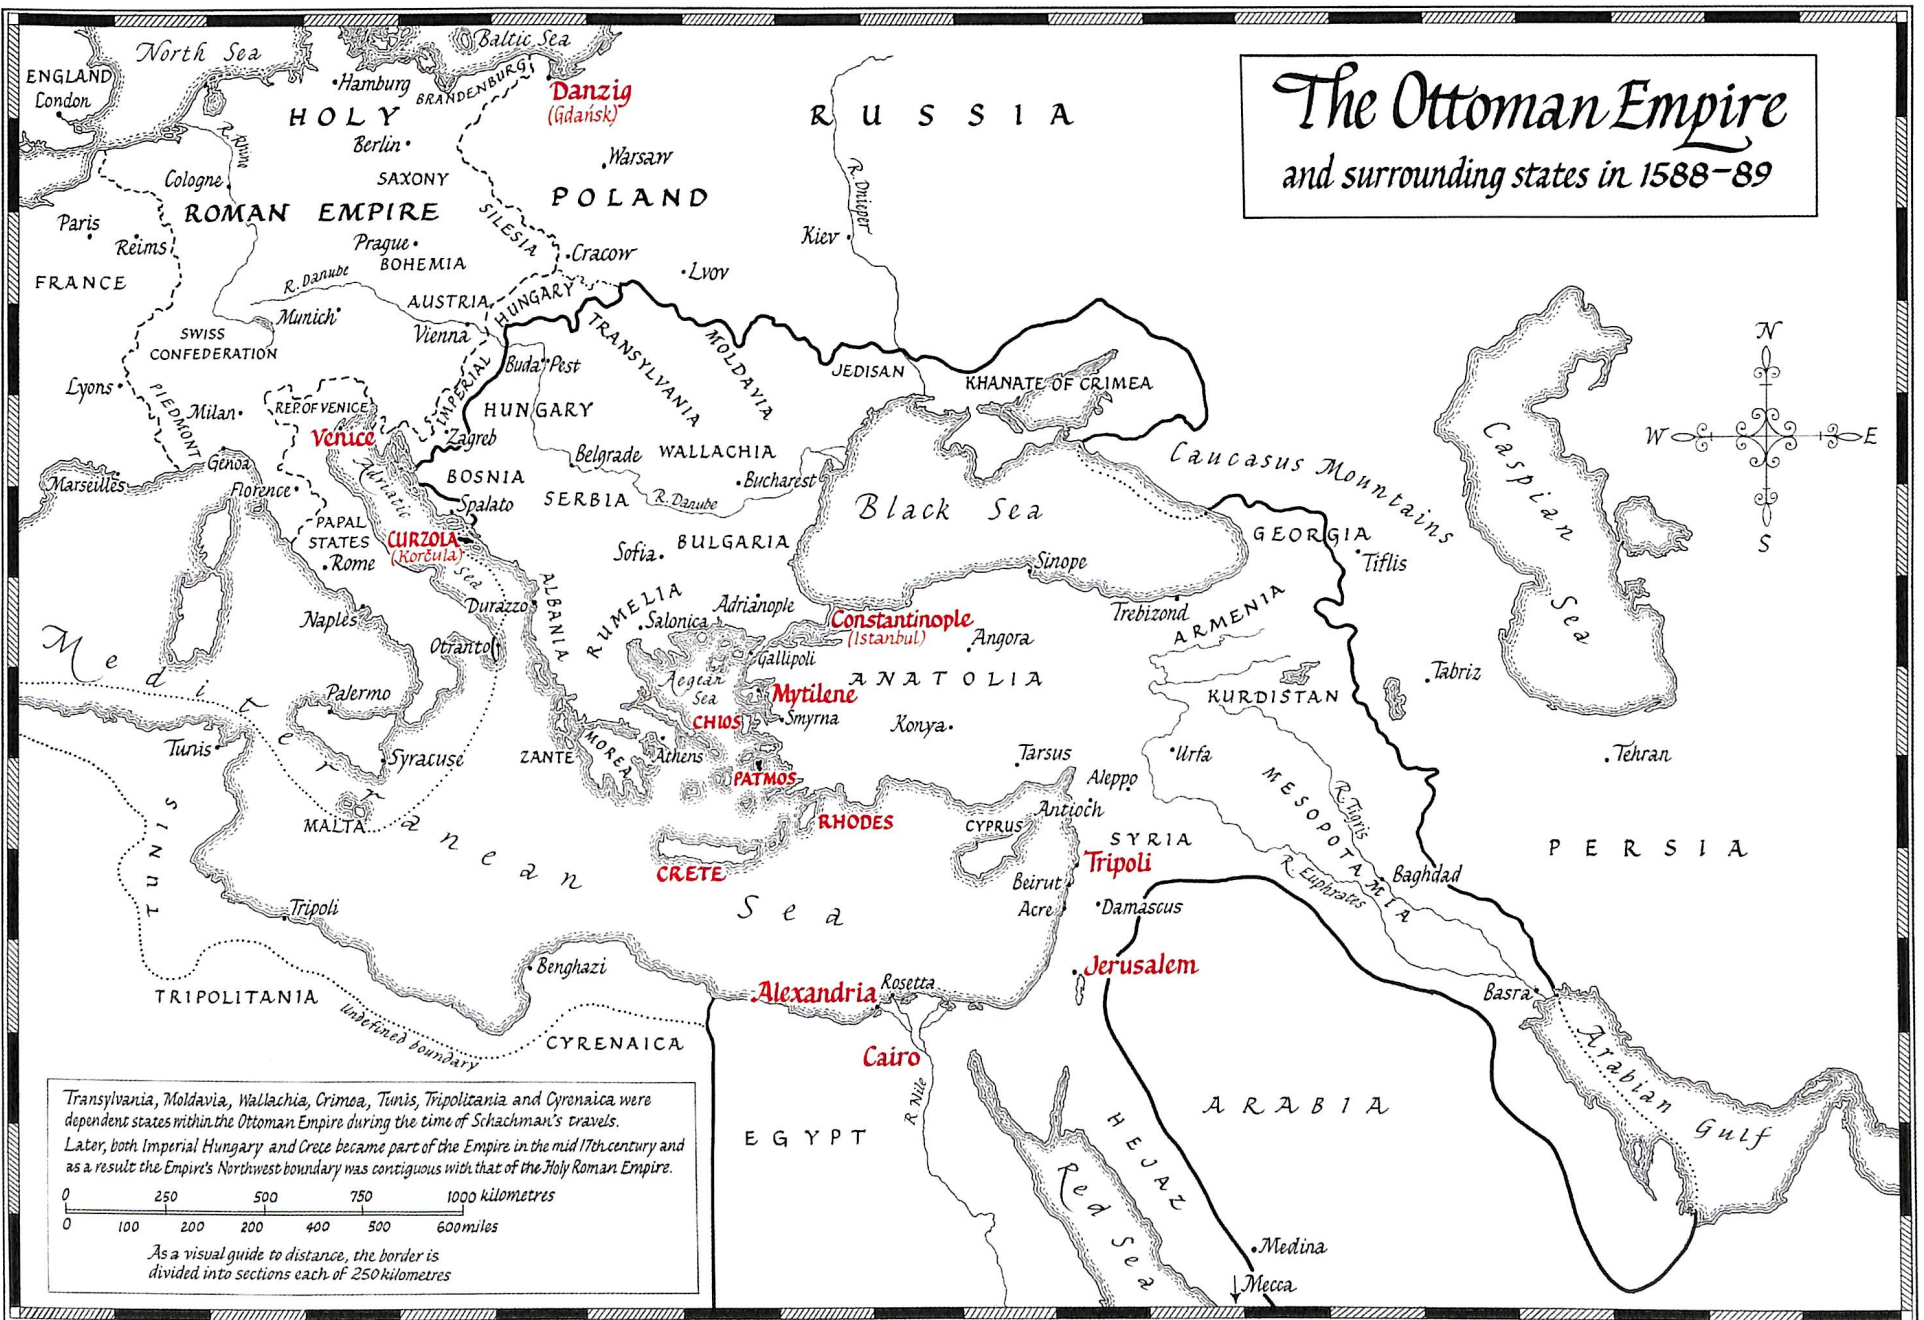 The Ottoman Empire
and surrounding states in 1588-89
North Sea
Baltic Sea
ENGLAND
London
Hamburg
BRANDENBURG
Danzig
(Gdańsk)
RUSSIA
HOLY
Berlin
R. Rhine
Warsaw
R. Dnieper
Cologne
SAXONY
POLAND
ROMAN EMPIRE
SILESIA
Paris
Reims
Prague
BOHEMIA
Cracow
Kiev
Lvov
FRANCE
R. Danube
AUSTRIA
IMPERIAL HUNGARY
Munich
Vienna
TRANSYLVANIA
MOLDAVIA
SWISS
CONFEDERATION
Buda
Pest
JEDISAN
KHANATE OF CRIMEA
N
W
E
S
Lyons
PIEDMONT
Milan
REP. OF VENICE
HUNGARY
Venice
Zagreb
Caucasus Mountains
Caspian
Sea
Genoa
Belgrade
WALLACHIA
Marseilles
Florence
Adriatic
Sea
BOSNIA
Bucharest
Spalato
SERBIA
R. Danube
Black Sea
PAPAL
STATES
Rome
CURZOLA
(Korčula)
Sofia
BULGARIA
GEORGIA
Tiflis
Sinope
ALBANIA
RUMELIA
Naples
Durazzo
Salonica
Adrianople
Constantinople
(Istanbul)
Trebizond
ARMENIA
Otranto
Gallipoli
Angora
Mediterranean
Sea
Aegean
Sea
ANATOLIA
Tabriz
Palermo
Mytilene
KURDISTAN
CHIOS
Smyrna
Konya
Tunis
Syracuse
ZANTE
MOREA
Athens
Tarsus
Urfa
Tehran
PATMOS
Aleppo
MESOPOTAMIA
R. Tigris
TUNIS
MALTA
RHODES
CYPRUS
Antioch
SYRIA
PERSIA
CRETE
Tripoli
R. Euphrates
Baghdad
Beirut
Tripoli
Acre
Damascus
Benghazi
Jerusalem
Alexandria
Rosetta
Basra
TRIPOLITANIA
undefined boundary
CYRENAICA
Cairo
Arabian
Gulf
R. Nile
EGYPT
HEJAZ
ARABIA
Red Sea
Medina
Mecca
Transylvania, Moldavia, Wallachia, Crimea, Tunis, Tripolitania and Cyrenaica were
dependent states within the Ottoman Empire during the time of Schachman's travels.
Later, both Imperial Hungary and Crete became part of the Empire in the mid 17th.century and
as a result the Empire's Northwest boundary was contiguous with that of the Holy Roman Empire.
0 250 500 750 1000 kilometres
0 100 200 200 400 500 600 miles
As a visual guide to distance, the border is
divided into sections each of 250 kilometres